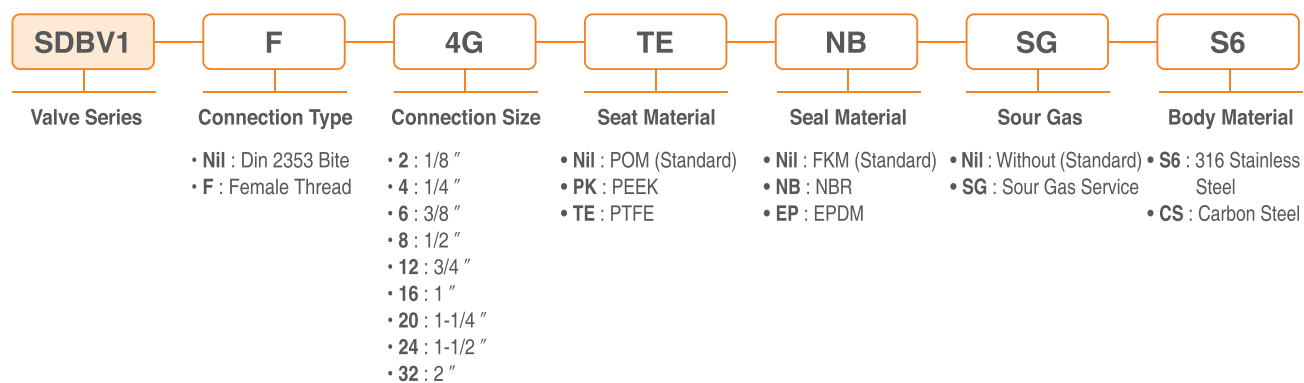 SDBV1 F 4G TE NB SG S6
Valve Series Connection Type Connection Size Seat Material Seal Material Sour Gas Body Material
• Nil : Din 2353 Bite
• F : Female Thread
• 2 : 1/8 ″
• 4 : 1/4 ″
• 6 : 3/8 ″
• 8 : 1/2 ″
• 12 : 3/4 ″
• 16 : 1 ″
• 20 : 1-1/4 ″
• 24 : 1-1/2 ″
• 32 : 2 ″
• Nil : POM (Standard)
• PK : PEEK
• TE : PTFE
• Nil : FKM (Standard)
• NB : NBR
• EP : EPDM
• Nil : Without (Standard)
• SG : Sour Gas Service
• S6 : 316 Stainless
Steel
• CS : Carbon Steel